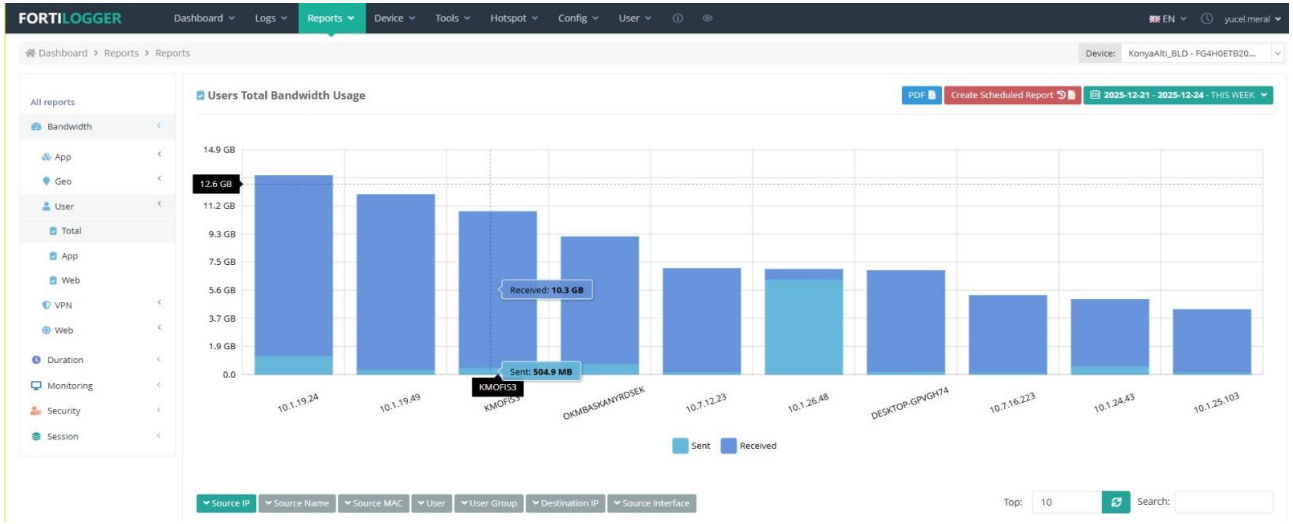 FORTILOGGER Dashboard Logs Reports Device Tools Hotspot Config User EN yucel.meral
Dashboard > Reports > Reports Device: KonyaAlti_BLD - FG4H0ETB20...
All reports
Bandwidth
App
Geo
User
Total
App
Web
VPN
Web
Duration
Monitoring
Security
Session
Users Total Bandwidth Usage PDF Create Scheduled Report 2025-12-21 - 2025-12-24 - THIS WEEK
14.9 GB
12.6 GB
11.2 GB
9.3 GB
7.5 GB
5.6 GB
3.7 GB
1.9 GB
0.0
Received: 10.3 GB
Sent: 504.9 MB
KMOFIS3
10.1.19.24 10.1.19.49 KMOFIS3 OKMBASKANYRDSEK 10.7.12.23 10.1.26.48 DESKTOP-GPVGH74 10.7.16.223 10.1.24.43 10.1.25.103
Sent Received
Source IP Source Name Source MAC User User Group Destination IP Source Interface Top: 10 Search: